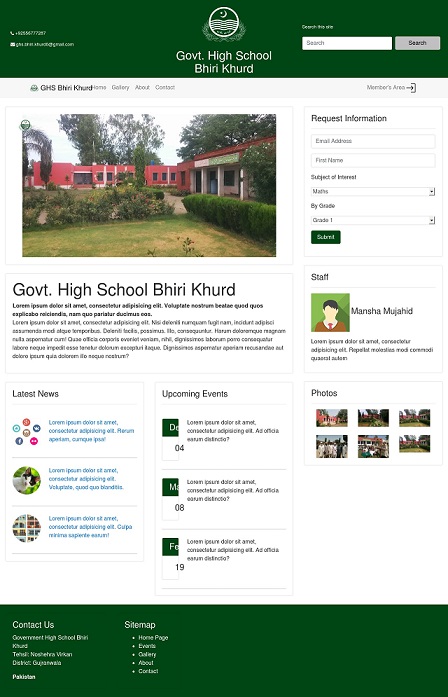 +92556777207
ghs.bhiri.khurdb@gmail.com
Govt. High School
Bhiri Khurd
Search this site
Search
Search
GHS Bhiri Khurd
Home
Gallery
About
Contact
Member's Area
Request Information
Email Address
First Name
Subject of Interest
Maths
By Grade
Grade 1
Submit
Govt. High School Bhiri Khurd
Lorem ipsum dolor sit amet, consectetur adipisicing elit. Voluptate nostrum beatae quod quos
explicabo reiciendis, nam quo pariatur ducimus eos.
Lorem ipsum dolor sit amet, consectetur adipisicing elit. Nisi deleniti numquam fugit nam, incidunt adipisci
assumenda modi atque temporibus. Deleniti facilis, possimus. Illo, consequuntur. Harum doloremque magnam
nulla aspernatur cum! Quae officia corporis eveniet veniam, nihil, dignissimos laborum porro consequatur
labore neque impedit esse tenetur dolorum excepturi itaque. Dignissimos aspernatur aperiam recusandae aut
dolore ipsum quia dolorem illo neque nostrum?
Staff
Mansha Mujahid
Lorem ipsum dolor sit amet, consectetur
adipisicing elit. Repellat molestias modi commodi
quaerat autem
Latest News
Lorem ipsum dolor sit amet,
consectetur adipisicing elit. Rerum
aperiam, cumque ipsa!
Lorem ipsum dolor sit amet,
consectetur adipisicing elit.
Voluptate, quod quo blanditiis.
Lorem ipsum dolor sit amet,
consectetur adipisicing elit. Culpa
minima sapiente earum!
Upcoming Events
De
04
Lorem ipsum dolor sit amet,
consectetur adipisicing elit. Ad officia
earum distinctio?
Ma
08
Lorem ipsum dolor sit amet,
consectetur adipisicing elit. Ad officia
earum distinctio?
Fe
19
Lorem ipsum dolor sit amet,
consectetur adipisicing elit. Ad officia
earum distinctio?
Photos
Contact Us
Government High School Bhiri
Khurd
Tehsil: Noshehra Virkan
District: Gujranwala
Pakistan
Sitemap
Home Page
Events
Gallery
About
Contact